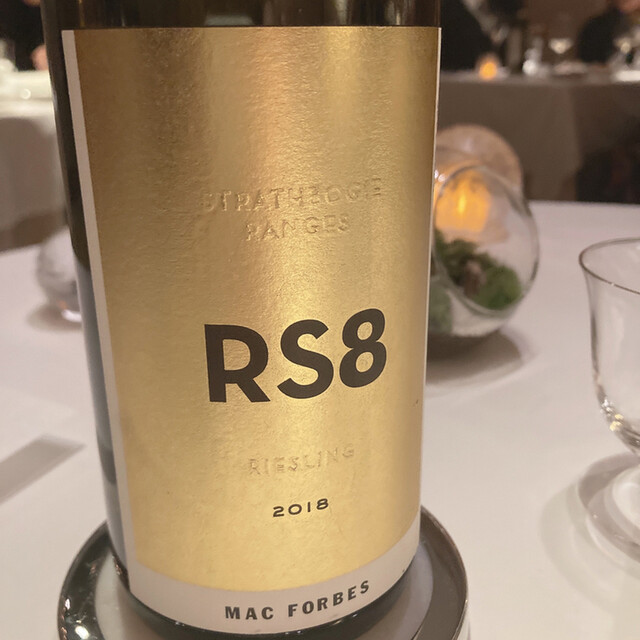 STRATHBOGIE
RANGES
RS8
RIESLING
2018
MAC FORBES